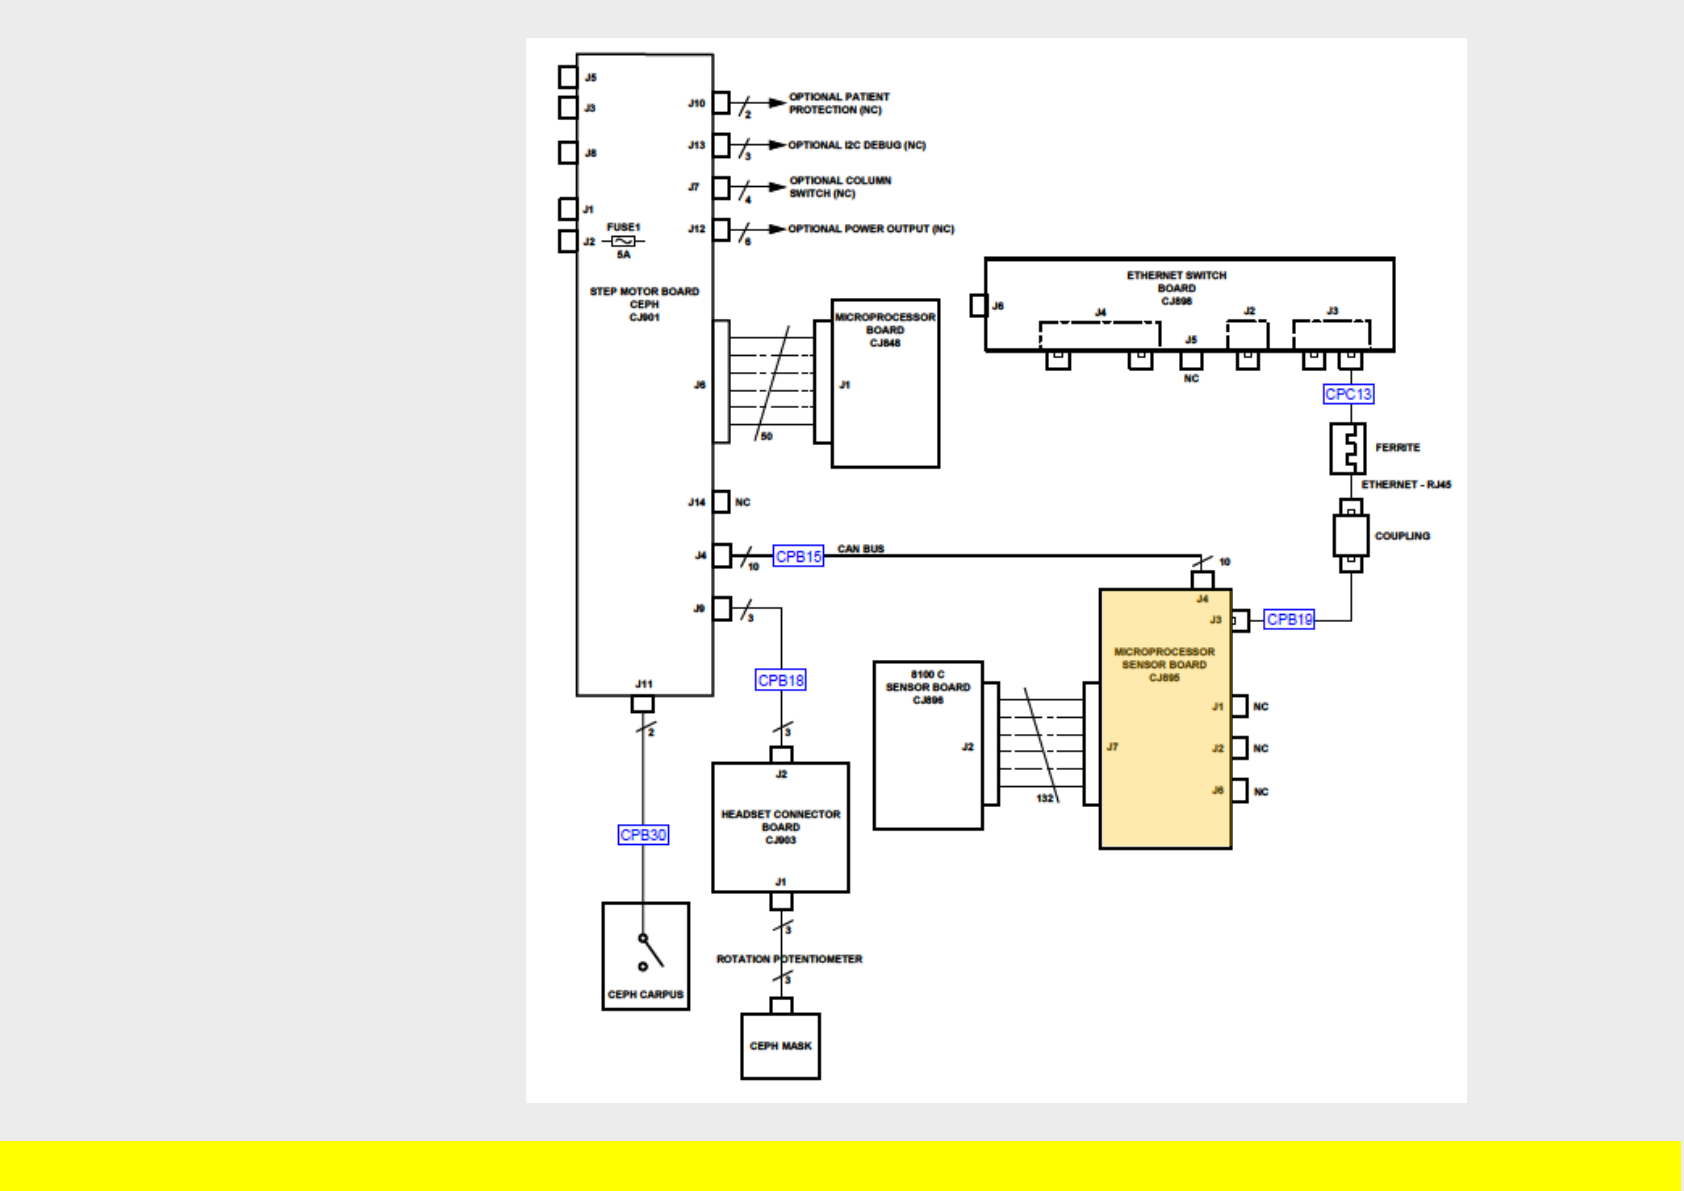 J5
J3
J8
J1
J2
FUSE1
5A
STEP MOTOR BOARD
CEPH
CJ901
J10
2
OPTIONAL PATIENT
PROTECTION (NC)
J13
3
OPTIONAL I2C DEBUG (NC)
J7
4
OPTIONAL COLUMN
SWITCH (NC)
J12
6
OPTIONAL POWER OUTPUT (NC)
J6
50
MICROPROCESSOR
BOARD
CJ848
J1
ETHERNET SWITCH
BOARD
CJ898
J6
J4
J5
NC
J2
J3
CPC13
FERRITE
ETHERNET - RJ45
COUPLING
J14
NC
J4
10
CPB15
CAN BUS
10
J9
3
CPB18
3
J4
J3
CPB19
MICROPROCESSOR
SENSOR BOARD
CJ895
J1
NC
J2
NC
J6
NC
J7
132
8100 C
SENSOR BOARD
CJ896
J2
J11
2
CPB30
CEPH CARPUS
J2
HEADSET CONNECTOR
BOARD
CJ903
J1
3
ROTATION POTENTIOMETER
3
CEPH MASK